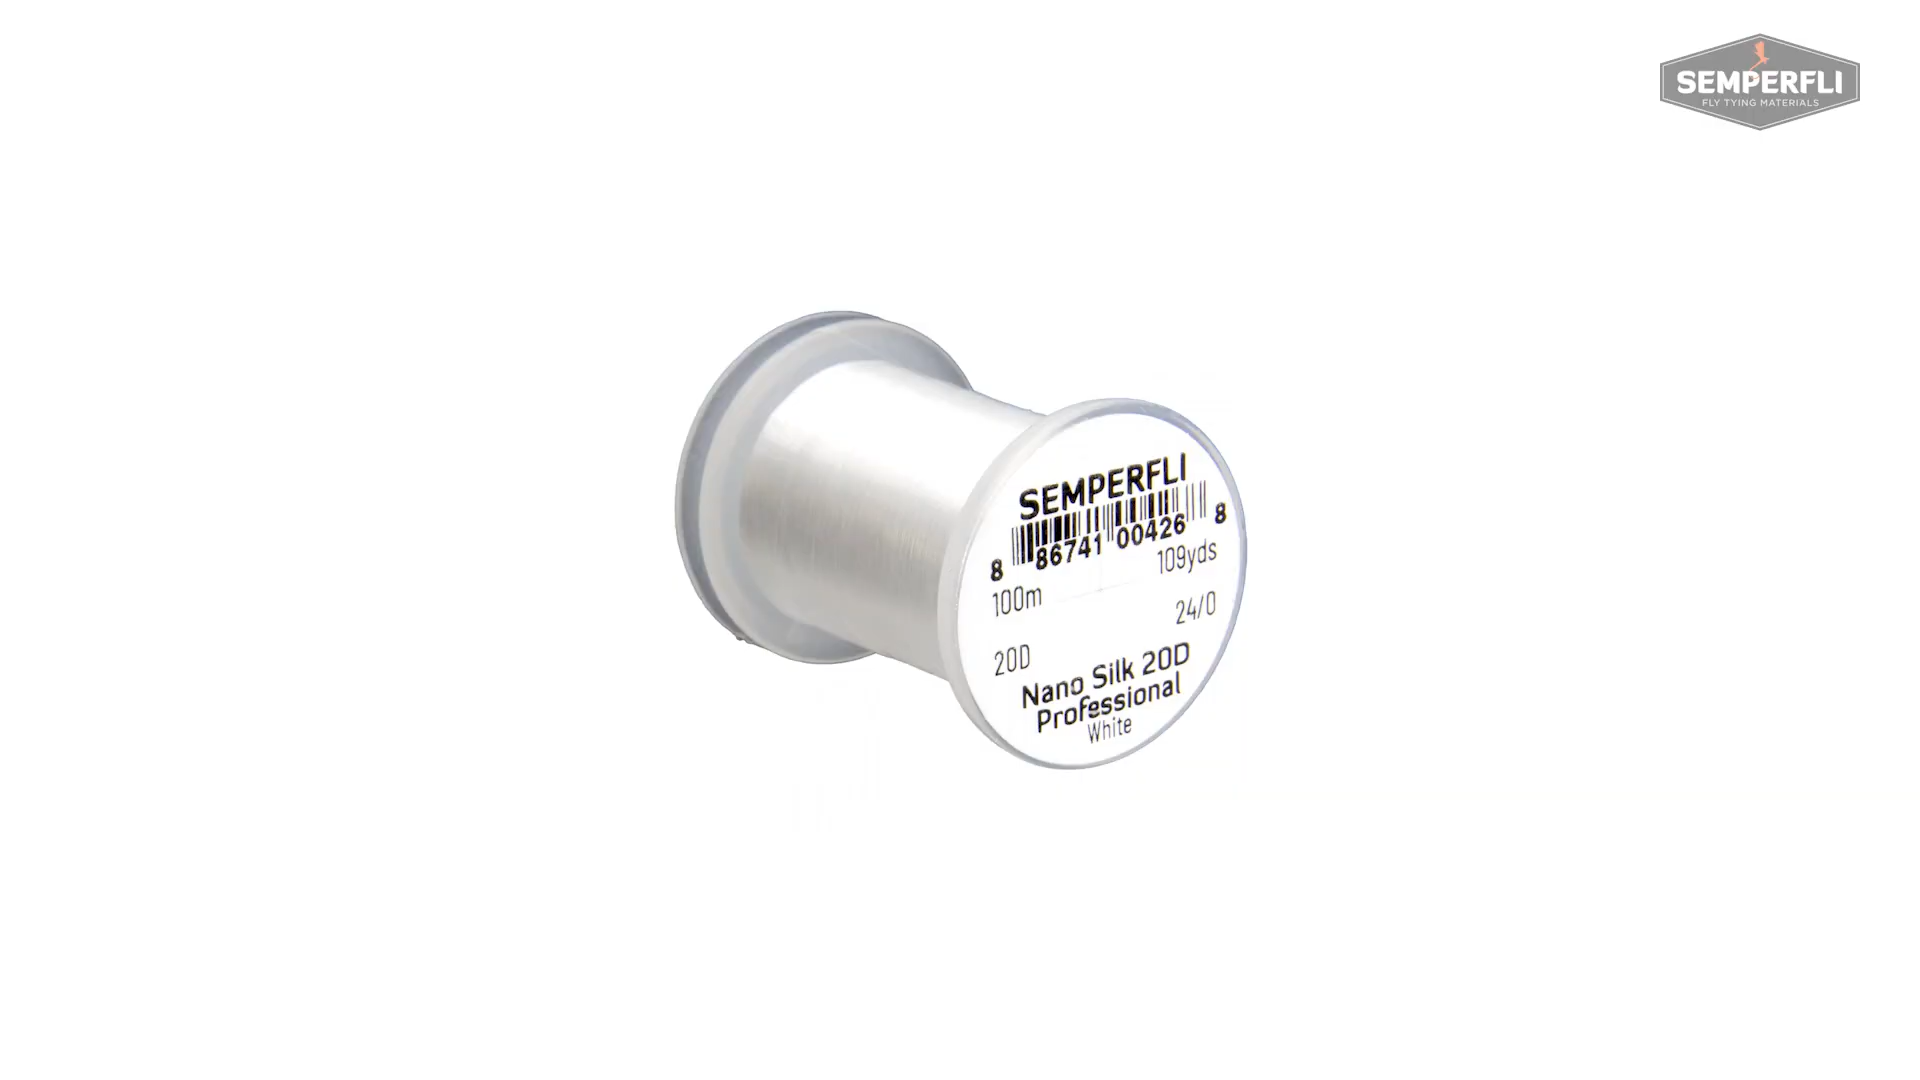 SEMPERFLI
FLY TYING MATERIALS
SEMPERFLI
8 86741 00426 8
100m 109yds
20D 24/0
Nano Silk 20D
Professional
White